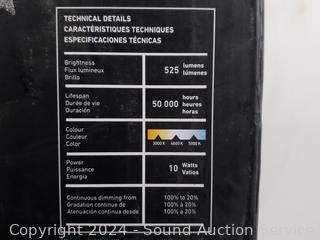 TECHNICAL DETAILS
CARACTÉRISTIQUES TECHNIQUES
ESPECIFICACIONES TÉCNICAS
Brightness
Flux lumineux
Brillo
525 lumens
lúmenes
Lifespan
Durée de vie
Duración
50 000 hours
heures
horas
Colour
Couleur
Color
3000 K 4000 K 5000 K
Power
Puissance
Energía
10 Watts
Vatios
Continuous dimming from
Gradation continue de
Atenuación continua desde
100% to 20%
100% à 20%
100% a 20%
Copyright 2024 - Sound Auction Service